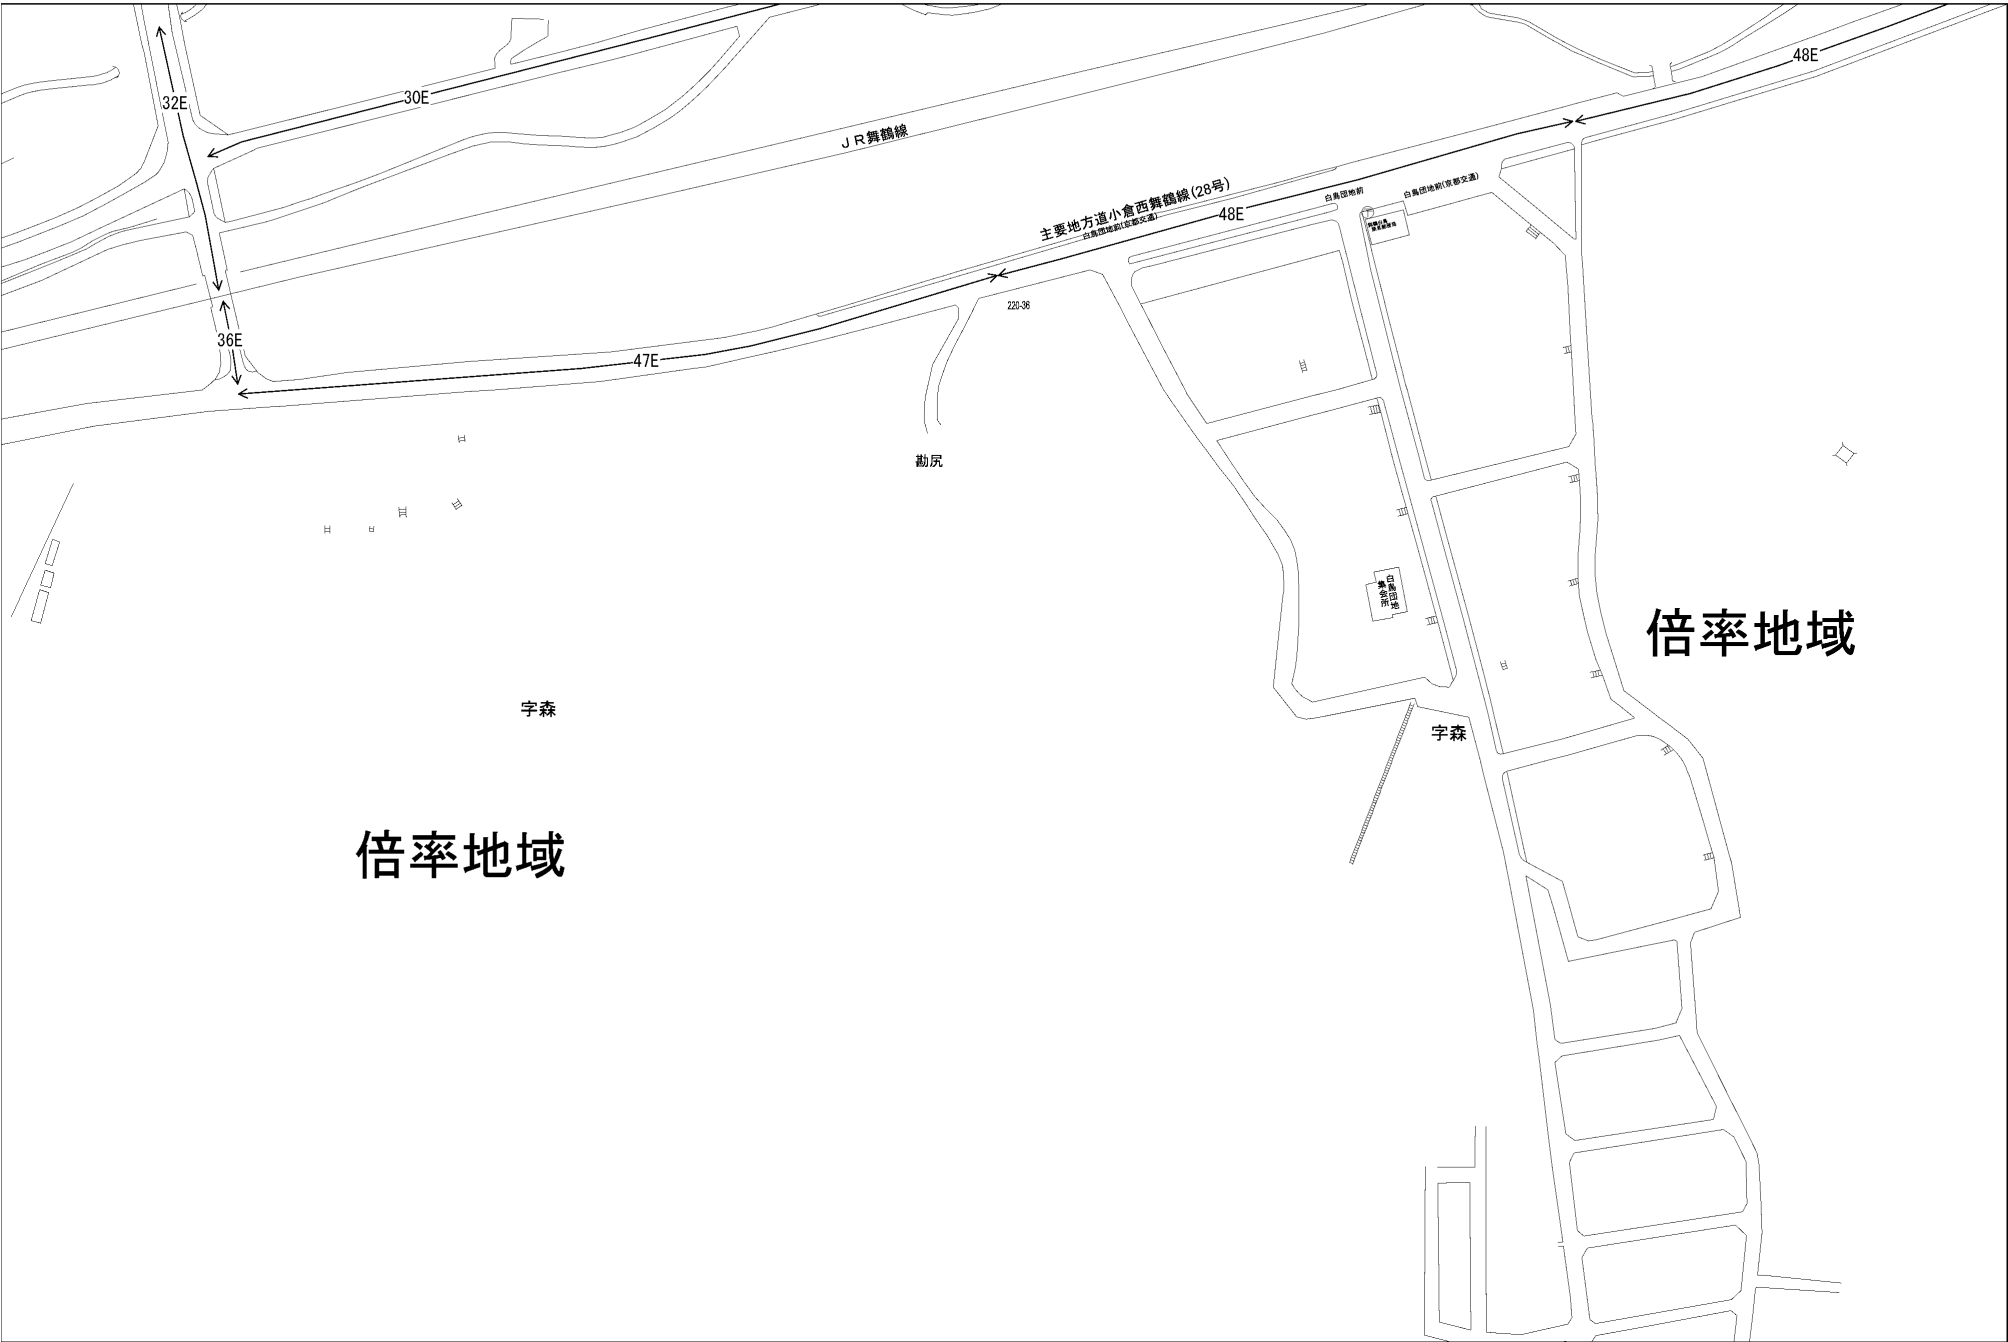 48E
32E
30E
ＪＲ舞鶴線
白鳥団地前(京都交通)
白鳥団地前
主要地方道小倉西舞鶴線(28号)
48E
白鳥団地前(京都交通)
220-36
36E
47E
勘尻
白鳥団地
集会所
倍率地域
字森
字森
倍率地域